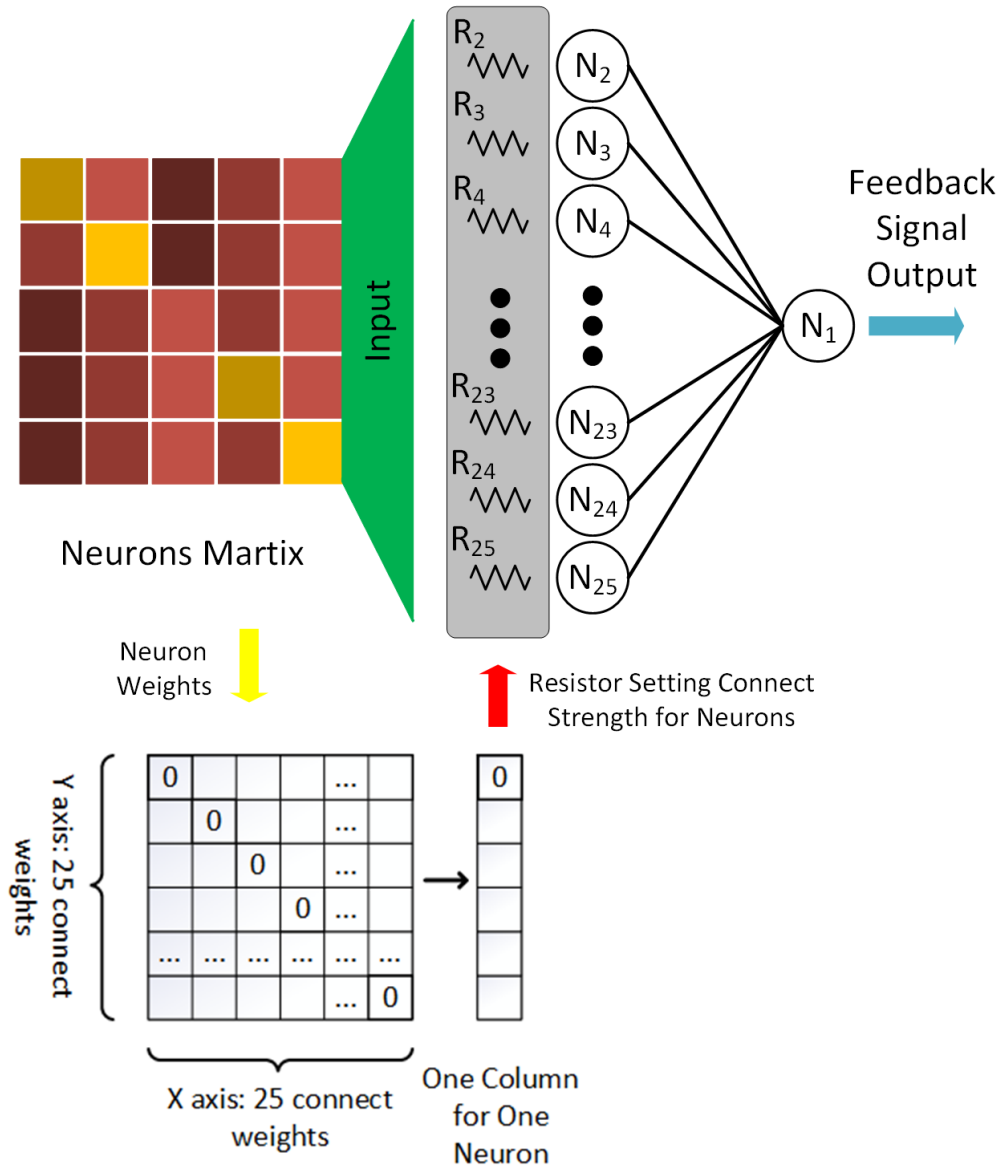 R2
N2
R3
N3
R4
N4
Feedback
Signal
Output
Input
N1
R23
N23
R24
N24
R25
N25
Neurons Martix
Neuron
Weights
Resistor Setting Connect
Strength for Neurons
Y axis: 25 connect
weights
0 ...
0 ...
0 ...
0 ...
... ... ... ... ... ...
... 0
0
X axis: 25 connect
weights
One Column
for One
Neuron